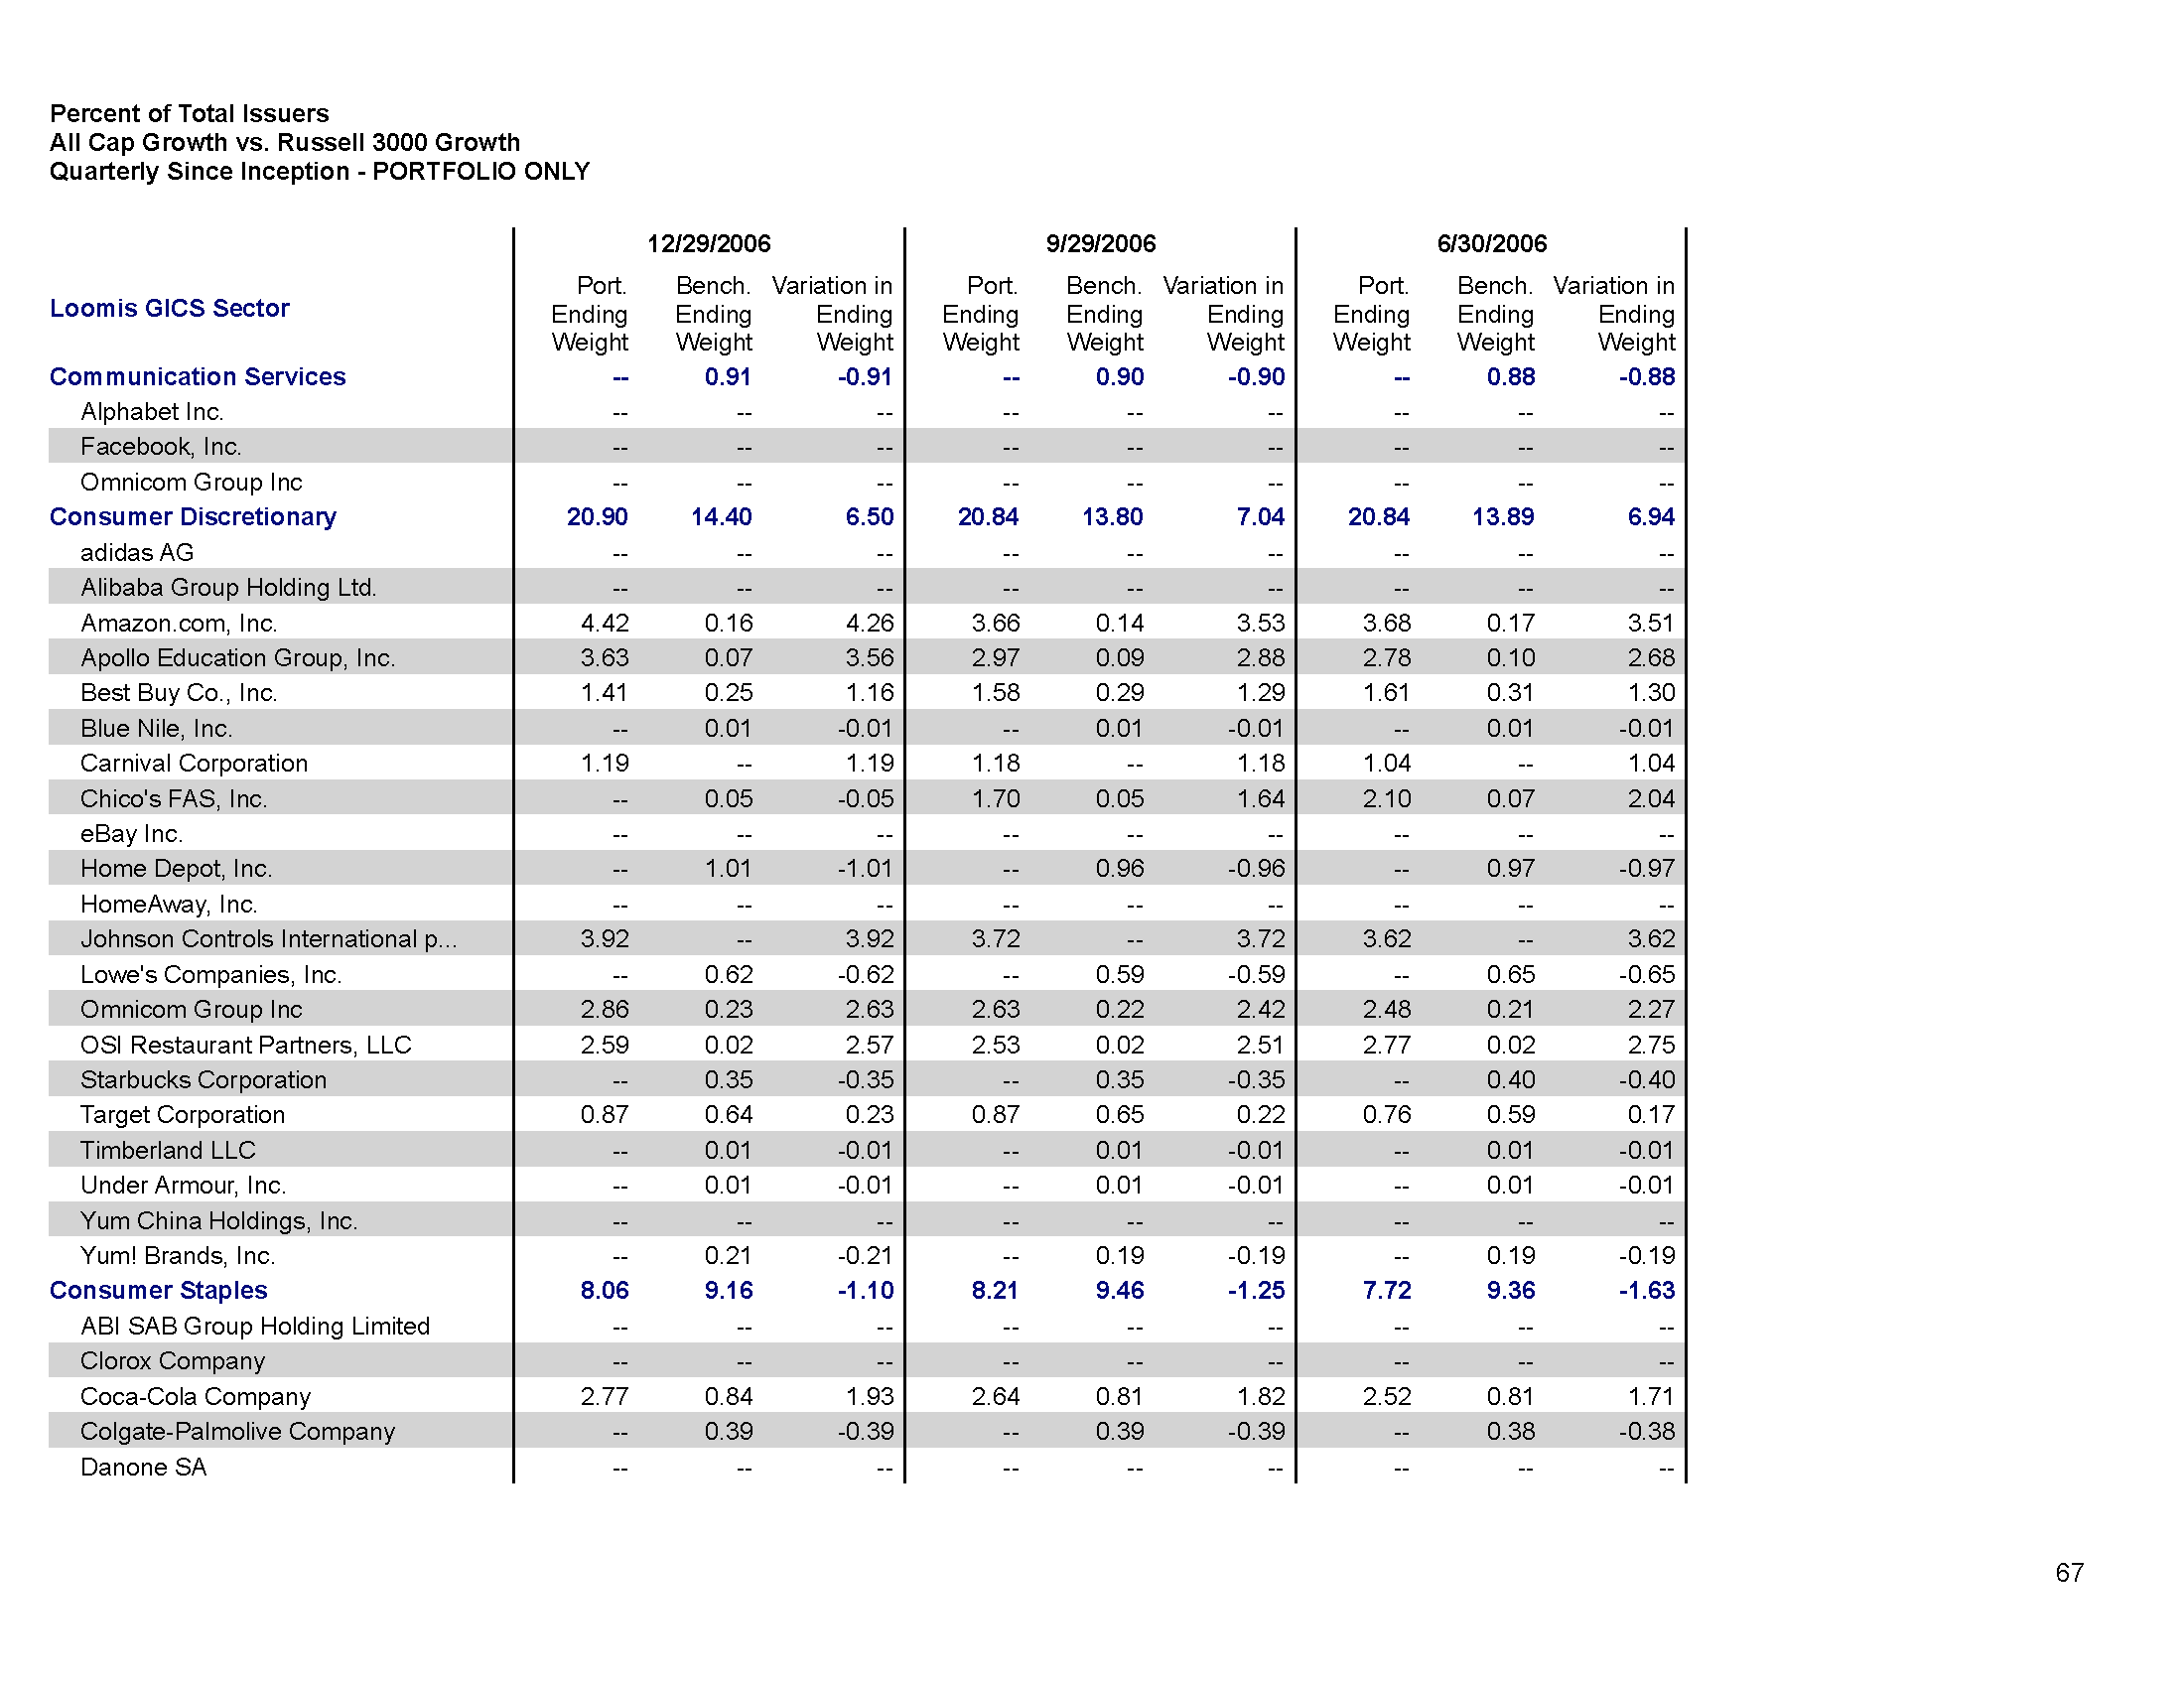 Percent of Total Issuers
All Cap Growth vs. Russell 3000 Growth
Quarterly Since Inception - PORTFOLIO ONLY
12/29/2006 9/29/2006 6/30/2006
Loomis GICS Sector
Port. Bench. Variation in Port. Bench. Variation in Port. Bench. Variation in
Ending Ending Ending Ending Ending Ending Ending Ending Ending
Weight Weight Weight Weight Weight Weight Weight Weight Weight
Communication Services -- 0.91 -0.91 -- 0.90 -0.90 -- 0.88 -0.88
Alphabet Inc. -- -- -- -- -- -- -- -- --
Facebook, Inc. -- -- -- -- -- -- -- -- --
Omnicom Group Inc -- -- -- -- -- -- -- -- --
Consumer Discretionary 20.90 14.40 6.50 20.84 13.80 7.04 20.84 13.89 6.94
adidas AG -- -- -- -- -- -- -- -- --
Alibaba Group Holding Ltd. -- -- -- -- -- -- -- -- --
Amazon.com, Inc. 4.42 0.16 4.26 3.66 0.14 3.53 3.68 0.17 3.51
Apollo Education Group, Inc. 3.63 0.07 3.56 2.97 0.09 2.88 2.78 0.10 2.68
Best Buy Co., Inc. 1.41 0.25 1.16 1.58 0.29 1.29 1.61 0.31 1.30
Blue Nile, Inc. -- 0.01 -0.01 -- 0.01 -0.01 -- 0.01 -0.01
Carnival Corporation 1.19 -- 1.19 1.18 -- 1.18 1.04 -- 1.04
Chico's FAS, Inc. -- 0.05 -0.05 1.70 0.05 1.64 2.10 0.07 2.04
eBay Inc. -- -- -- -- -- -- -- -- --
Home Depot, Inc. -- 1.01 -1.01 -- 0.96 -0.96 -- 0.97 -0.97
HomeAway, Inc. -- -- -- -- -- -- -- -- --
Johnson Controls International p... 3.92 -- 3.92 3.72 -- 3.72 3.62 -- 3.62
Lowe's Companies, Inc. -- 0.62 -0.62 -- 0.59 -0.59 -- 0.65 -0.65
Omnicom Group Inc 2.86 0.23 2.63 2.63 0.22 2.42 2.48 0.21 2.27
OSI Restaurant Partners, LLC 2.59 0.02 2.57 2.53 0.02 2.51 2.77 0.02 2.75
Starbucks Corporation -- 0.35 -0.35 -- 0.35 -0.35 -- 0.40 -0.40
Target Corporation 0.87 0.64 0.23 0.87 0.65 0.22 0.76 0.59 0.17
Timberland LLC -- 0.01 -0.01 -- 0.01 -0.01 -- 0.01 -0.01
Under Armour, Inc. -- 0.01 -0.01 -- 0.01 -0.01 -- 0.01 -0.01
Yum China Holdings, Inc. -- -- -- -- -- -- -- -- --
Yum! Brands, Inc. -- 0.21 -0.21 -- 0.19 -0.19 -- 0.19 -0.19
Consumer Staples 8.06 9.16 -1.10 8.21 9.46 -1.25 7.72 9.36 -1.63
ABI SAB Group Holding Limited -- -- -- -- -- -- -- -- --
Clorox Company -- -- -- -- -- -- -- -- --
Coca-Cola Company 2.77 0.84 1.93 2.64 0.81 1.82 2.52 0.81 1.71
Colgate-Palmolive Company -- 0.39 -0.39 -- 0.39 -0.39 -- 0.38 -0.38
Danone SA -- -- -- -- -- -- -- -- --
67